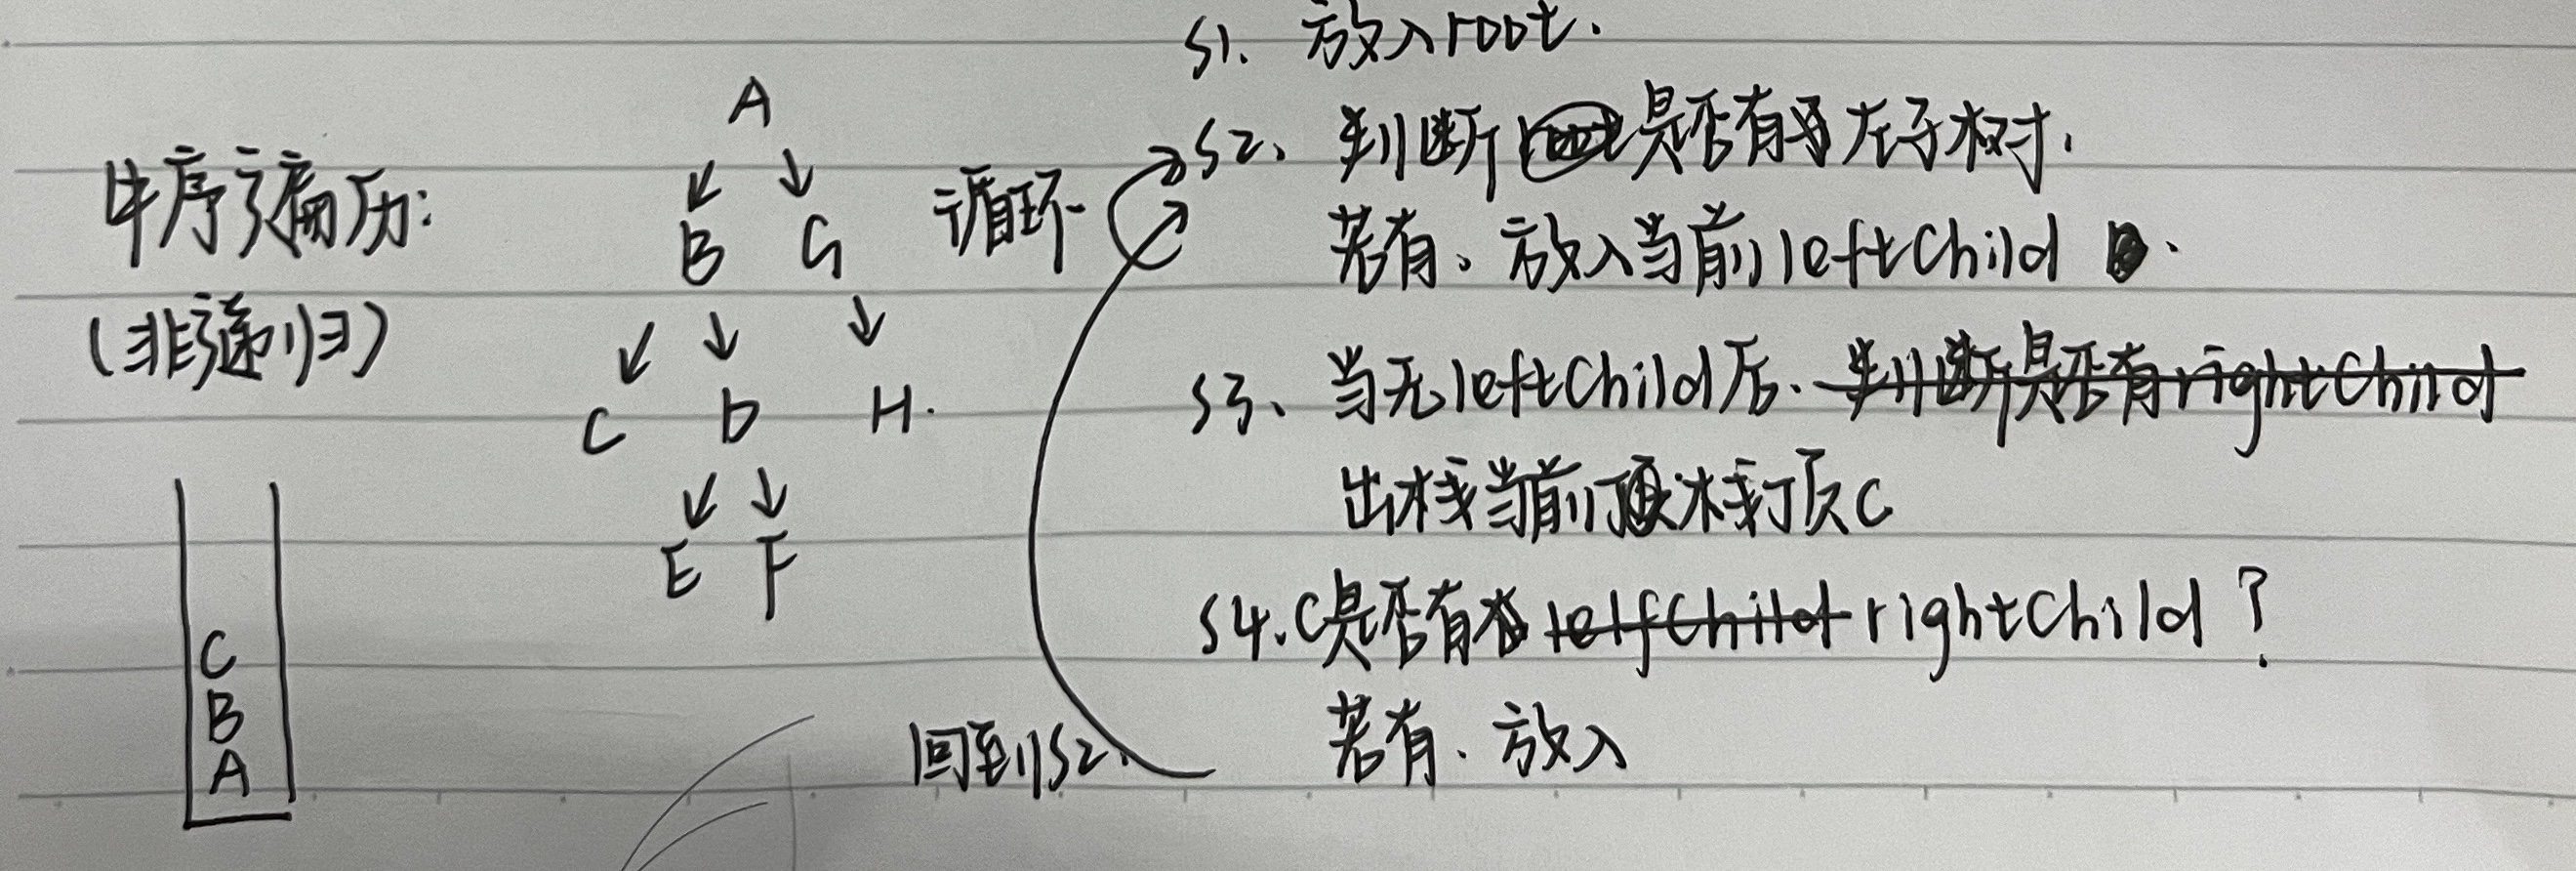 中序遍历:
(非递归)
A
B G
C D H.
E F
C
B
A
循环
回到S2.
S1. 放入root.
S2、判断是否有左子树.
若有、放入当前leftChild.
S3、当无leftChild后. 判断是否有rightChild
出栈当前栈顶C
S4. C是否有 leftChild rightChild?
若有、放入